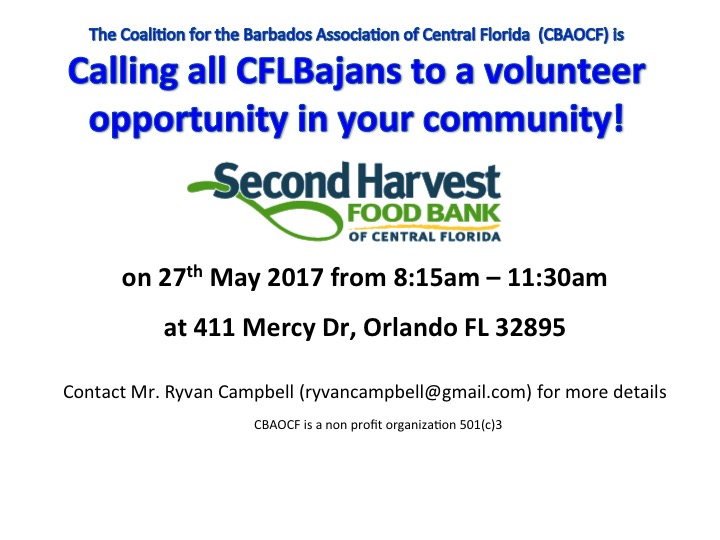 The Coalition for the Barbados Association of Central Florida  (CBAOCF) is
Calling all CFLBajans to a volunteer
opportunity in your community!
Second Harvest
FOOD BANK
OF CENTRAL FLORIDA
on 27th May 2017 from 8:15am – 11:30am
at 411 Mercy Dr, Orlando FL 32895
Contact Mr. Ryvan Campbell (ryvancampbell@gmail.com) for more details
CBAOCF is a non profit organization 501(c)3